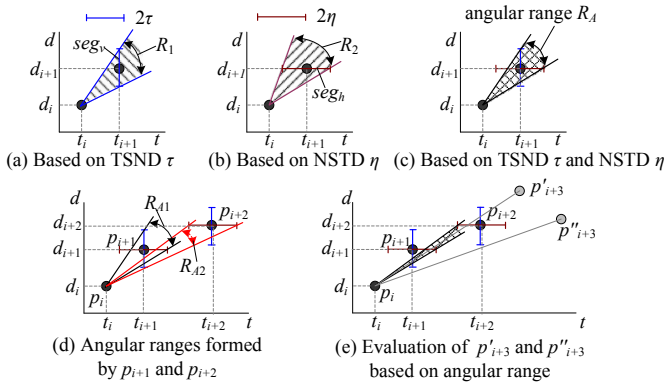 2τ
2η
angular range R_A
d
seg_v
R_1
d_{i+1}
d_i
t_i
t_{i+1}
t
d
R_2
d_{i+1}
seg_h
d_i
t_i
t_{i+1}
t
d
d_{i+1}
d_i
t_i
t_{i+1}
t
(a) Based on TSND τ
(b) Based on NSTD η
(c) Based on TSND τ and NSTD η
d
R_{A1}
d_{i+2}
p_{i+1}
p_{i+2}
d_{i+1}
R_{A2}
d_i
p_i
t_i
t_{i+1}
t_{i+2}
t
d
p'_{i+3}
d_{i+2}
p_{i+2}
p''_{i+3}
p_{i+1}
d_{i+1}
d_i
p_i
t_i
t_{i+1}
t_{i+2}
t
(d) Angular ranges formed
by p_{i+1} and p_{i+2}
(e) Evaluation of p'_{i+3} and p''_{i+3}
based on angular range